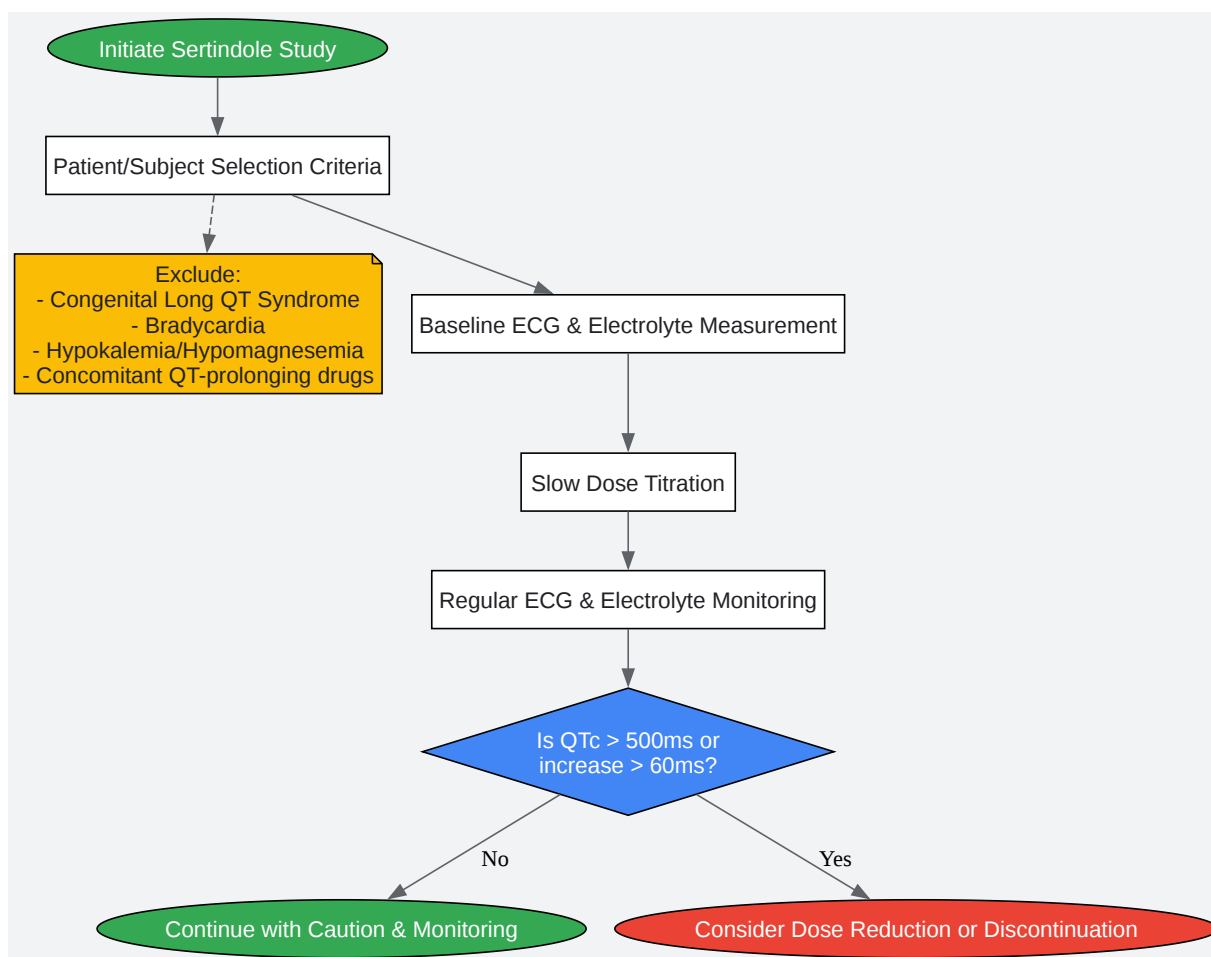 Initiate Sertindole Study
Patient/Subject Selection Criteria
Exclude:
- Congenital Long QT Syndrome
- Bradycardia
- Hypokalemia/Hypomagnesemia
- Concomitant QT-prolonging drugs
Baseline ECG & Electrolyte Measurement
Slow Dose Titration
Regular ECG & Electrolyte Monitoring
Is QTc > 500ms or
increase > 60ms?
No
Yes
Continue with Caution & Monitoring
Consider Dose Reduction or Discontinuation